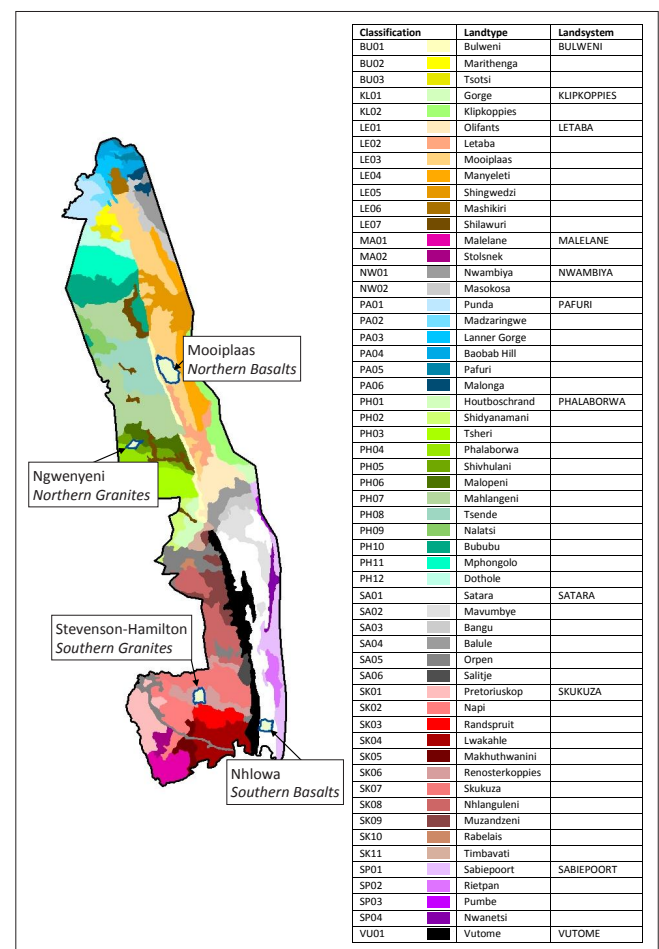 Classification Landtype Landsystem
BU01 Bulweni BULWENI
BU02 Marithenga
BU03 Tsotsi
KL01 Gorge KLIPKOPPIES
KL02 Klipkoppies
LE01 Olifants LETABA
LE02 Letaba
LE03 Mooiplaas
LE04 Manyeleti
LE05 Shingwedzi
LE06 Mashikiri
LE07 Shilawuri
MA01 Malelane MALELANE
MA02 Stolsnek
NW01 Nwambiya NWAMBIYA
NW02 Masokosa
PA01 Punda PAFURI
PA02 Madzaringwe
PA03 Lanner Gorge
PA04 Baobab Hill
PA05 Pafuri
PA06 Malonga
PH01 Houtboschrand PHALABORWA
PH02 Shidyanamani
PH03 Tsheri
PH04 Phalaborwa
PH05 Shivhulani
PH06 Malopeni
PH07 Mahlangeni
PH08 Tsende
PH09 Nalatsi
PH10 Bububu
PH11 Mphongolo
PH12 Dothole
SA01 Satara SATARA
SA02 Mavumbye
SA03 Bangu
SA04 Balule
SA05 Orpen
SA06 Salitje
SK01 Pretoriuskop SKUKUZA
SK02 Napi
SK03 Randspruit
SK04 Lwakahle
SK05 Makhuthwanini
SK06 Renosterkoppies
SK07 Skukuza
SK08 Nhlanguleni
SK09 Muzandzeni
SK10 Rabelais
SK11 Timbavati
SP01 Sabiepoort SABIEPOORT
SP02 Rietpan
SP03 Pumbe
SP04 Nwanetsi
VU01 Vutome VUTOME
Mooiplaas
Northern Basalts
Ngwenyeni
Northern Granites
Stevenson-Hamilton
Southern Granites
Nhlowa
Southern Basalts